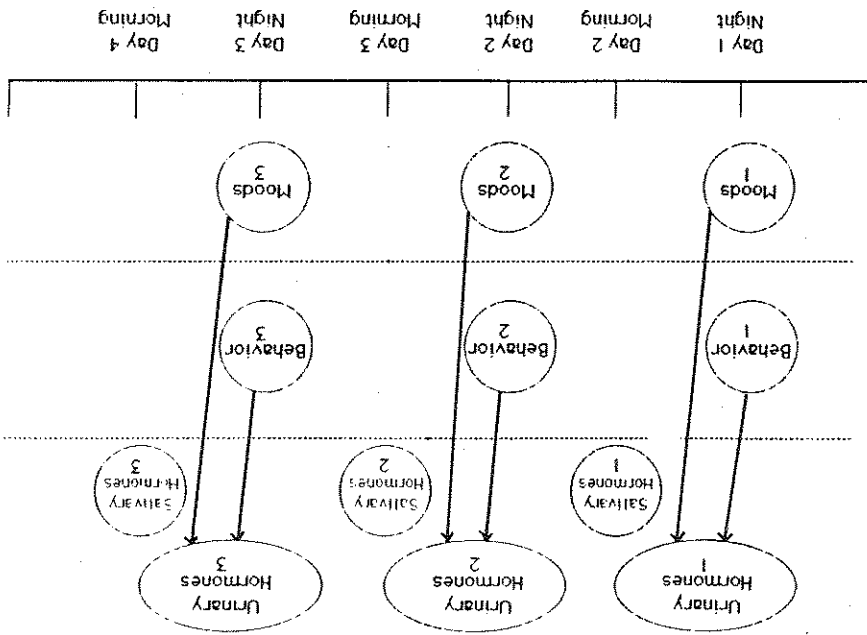 Urinary
Hormones
1
Urinary
Hormones
2
Urinary
Hormones
3
Salivary
Hormones
1
Salivary
Hormones
2
Salivary
Hormones
3
Behavior
1
Behavior
2
Behavior
3
Moods
1
Moods
2
Moods
3
Day 1
Night
Day 2
Morning
Day 2
Night
Day 3
Morning
Day 3
Night
Day 4
Morning